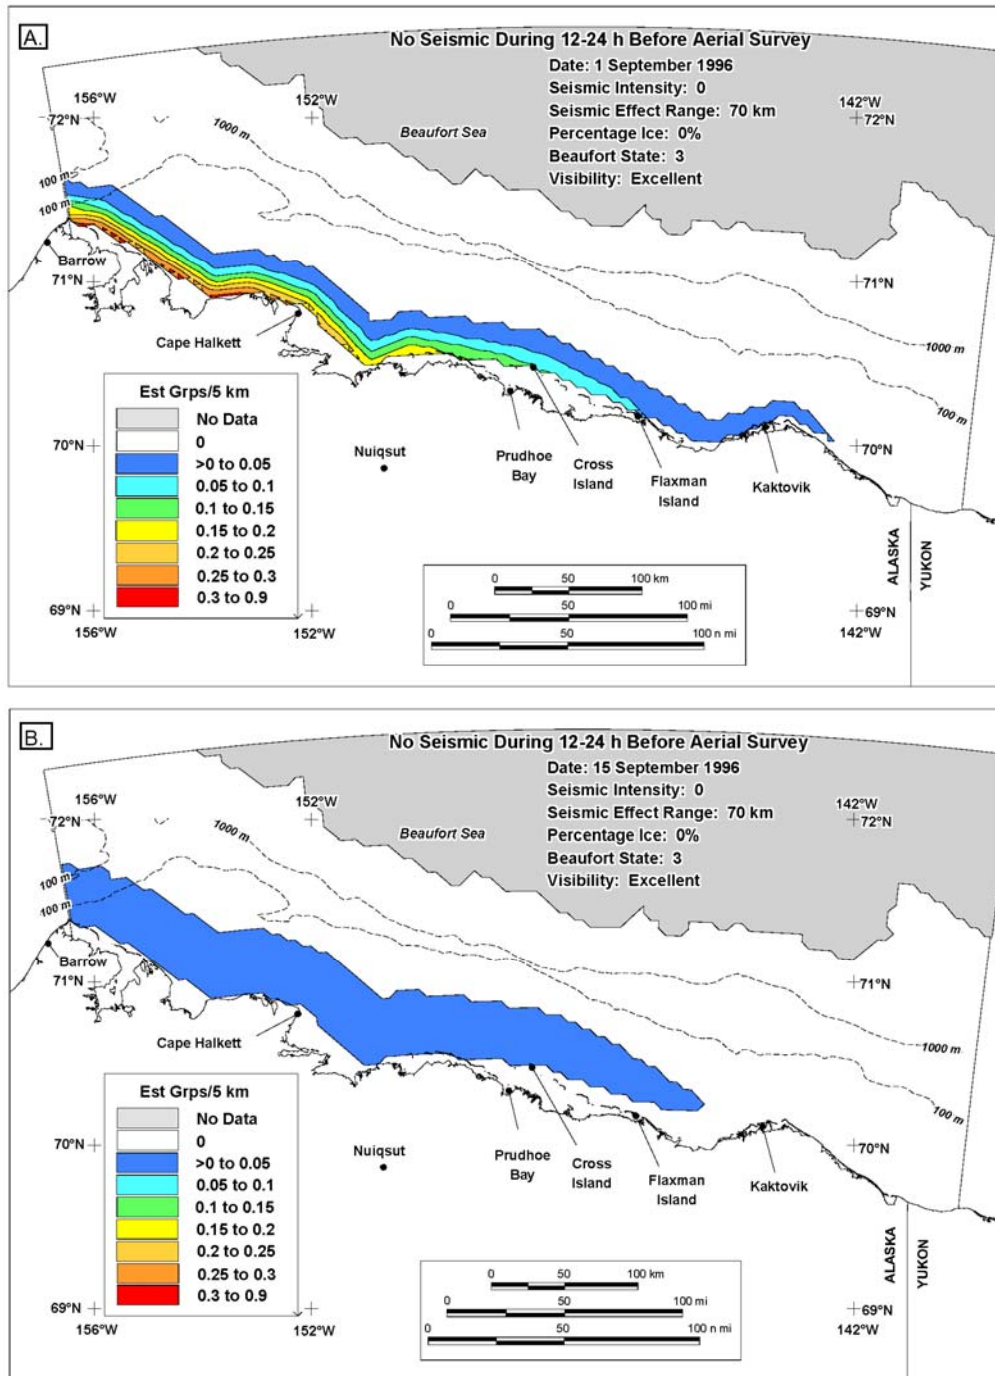 A.
No Seismic During 12-24 h Before Aerial Survey
Date: 1 September 1996
Seismic Intensity: 0
Seismic Effect Range: 70 km
Percentage Ice: 0%
Beaufort State: 3
Visibility: Excellent
156°W
152°W
142°W
72°N
72°N
1000 m
Beaufort Sea
100 m
100 m
Barrow
71°N
71°N
Cape Halkett
1000 m
100 m
Est Grps/5 km
No Data
0
>0 to 0.05
0.05 to 0.1
0.1 to 0.15
0.15 to 0.2
0.2 to 0.25
0.25 to 0.3
0.3 to 0.9
70°N
70°N
Nuiqsut
Prudhoe
Bay
Cross
Island
Flaxman
Island
Kaktovik
ALASKA
YUKON
0 50 100 km
0 50 100 mi
0 50 100 n mi
69°N
69°N
156°W
152°W
142°W
B.
No Seismic During 12-24 h Before Aerial Survey
Date: 15 September 1996
Seismic Intensity: 0
Seismic Effect Range: 70 km
Percentage Ice: 0%
Beaufort State: 3
Visibility: Excellent
156°W
152°W
142°W
72°N
72°N
1000 m
Beaufort Sea
100 m
100 m
Barrow
71°N
71°N
Cape Halkett
1000 m
100 m
Est Grps/5 km
No Data
0
>0 to 0.05
0.05 to 0.1
0.1 to 0.15
0.15 to 0.2
0.2 to 0.25
0.25 to 0.3
0.3 to 0.9
70°N
70°N
Nuiqsut
Prudhoe
Bay
Cross
Island
Flaxman
Island
Kaktovik
ALASKA
YUKON
0 50 100 km
0 50 100 mi
0 50 100 n mi
69°N
69°N
156°W
152°W
142°W